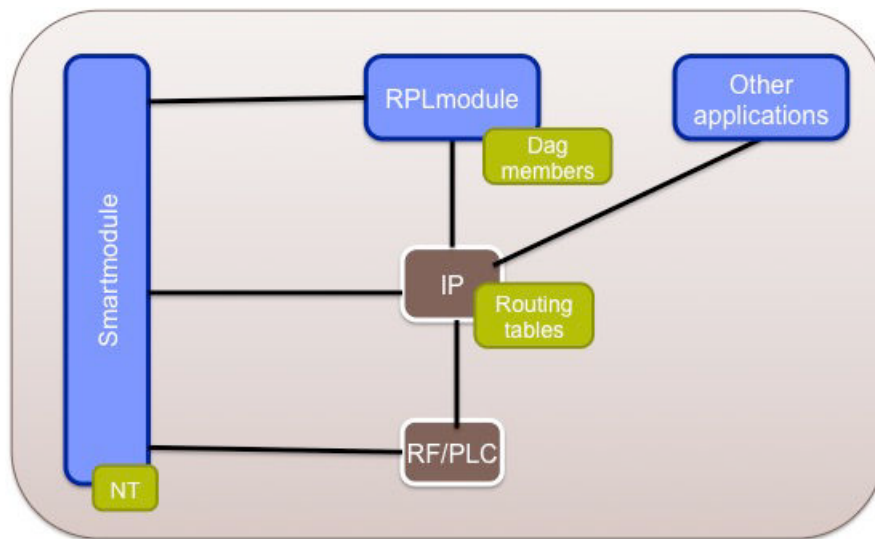 RPLmodule
Other
applications
Dag
members
Smartmodule
IP
Routing
tables
RF/PLC
NT